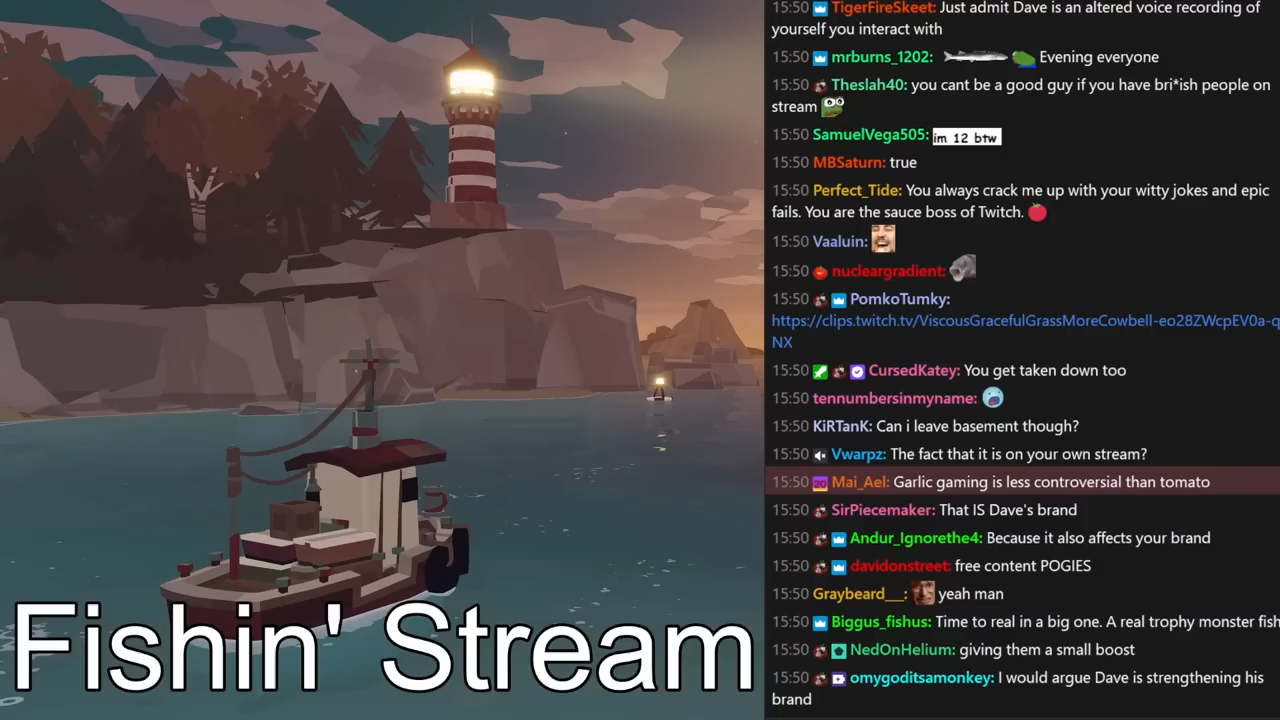 15:50 TigerFireSkeet: Just admit Dave is an altered voice recording of
yourself you interact with
15:50 mrburns_1202: Evening everyone
15:50 Theslah40: you cant be a good guy if you have bri*ish people on
stream
15:50 SamuelVega505: im 12 btw
15:50 MBSaturn: true
15:50 Perfect_Tide: You always crack me up with your witty jokes and epic
fails. You are the sauce boss of Twitch.
15:50 Vaaluin:
15:50 nucleargradient:
15:50 PomkoTumky:
https://clips.twitch.tv/ViscousGracefulGrassMoreCowbell-eo28ZWcpEV0a-q
NX
15:50 CursedKatey: You get taken down too
15:50 tennumbersinmyname:
15:50 KiRTanK: Can i leave basement though?
15:50 Vwarpz: The fact that it is on your own stream?
15:50 20 Mai_Ael: Garlic gaming is less controversial than tomato
15:50 SirPiecemaker: That IS Dave's brand
15:50 Andur_Ignorethe4: Because it also affects your brand
15:50 davidonstreet: free content POGIES
15:50 Graybeard__: yeah man
15:50 Biggus_fishus: Time to real in a big one. A real trophy monster fish
15:50 NedOnHelium: giving them a small boost
15:50 omygoditsamonkey: I would argue Dave is strengthening his
brand
Fishin' Stream